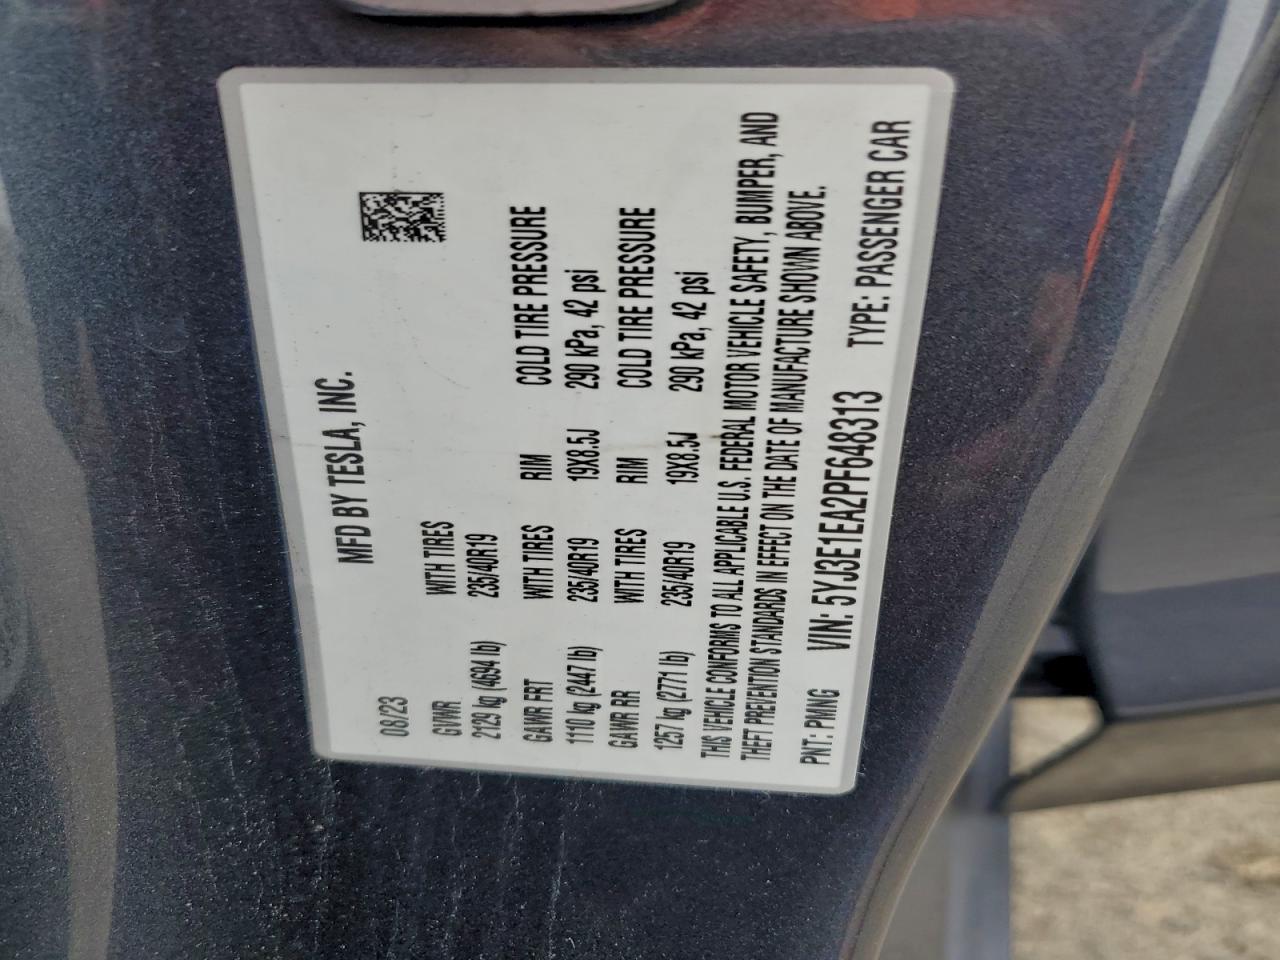 MFD BY TESLA, INC.
08/23
GVWR WITH TIRES
2129 kg (4694 lb) 235/40R19
GAWR FRT WITH TIRES RIM COLD TIRE PRESSURE
1110 kg (2447 lb) 235/40R19 19X8.5J 290 kPa, 42 psi
GAWR RR WITH TIRES RIM COLD TIRE PRESSURE
1257 kg (2771 lb) 235/40R19 19X8.5J 290 kPa, 42 psi
THIS VEHICLE CONFORMS TO ALL APPLICABLE U.S. FEDERAL MOTOR VEHICLE SAFETY, BUMPER, AND
THEFT PREVENTION STANDARDS IN EFFECT ON THE DATE OF MANUFACTURE SHOWN ABOVE.
PNT: PMNG VIN: 5YJ3E1EA2PF648313 TYPE: PASSENGER CAR